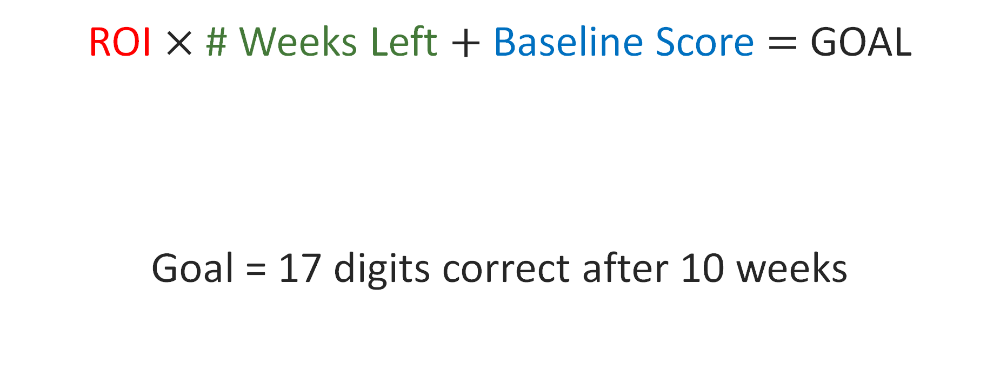 ROI × # Weeks Left + Baseline Score = GOAL
Goal = 17 digits correct after 10 weeks